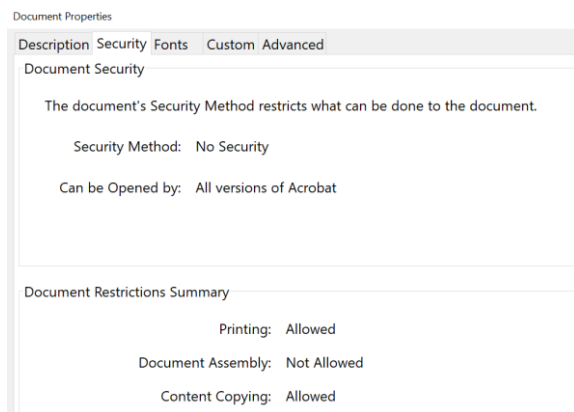 Document Properties
Description Security Fonts Custom Advanced
Document Security
The document's Security Method restricts what can be done to the document.
Security Method: No Security
Can be Opened by: All versions of Acrobat
Document Restrictions Summary
Printing: Allowed
Document Assembly: Not Allowed
Content Copying: Allowed